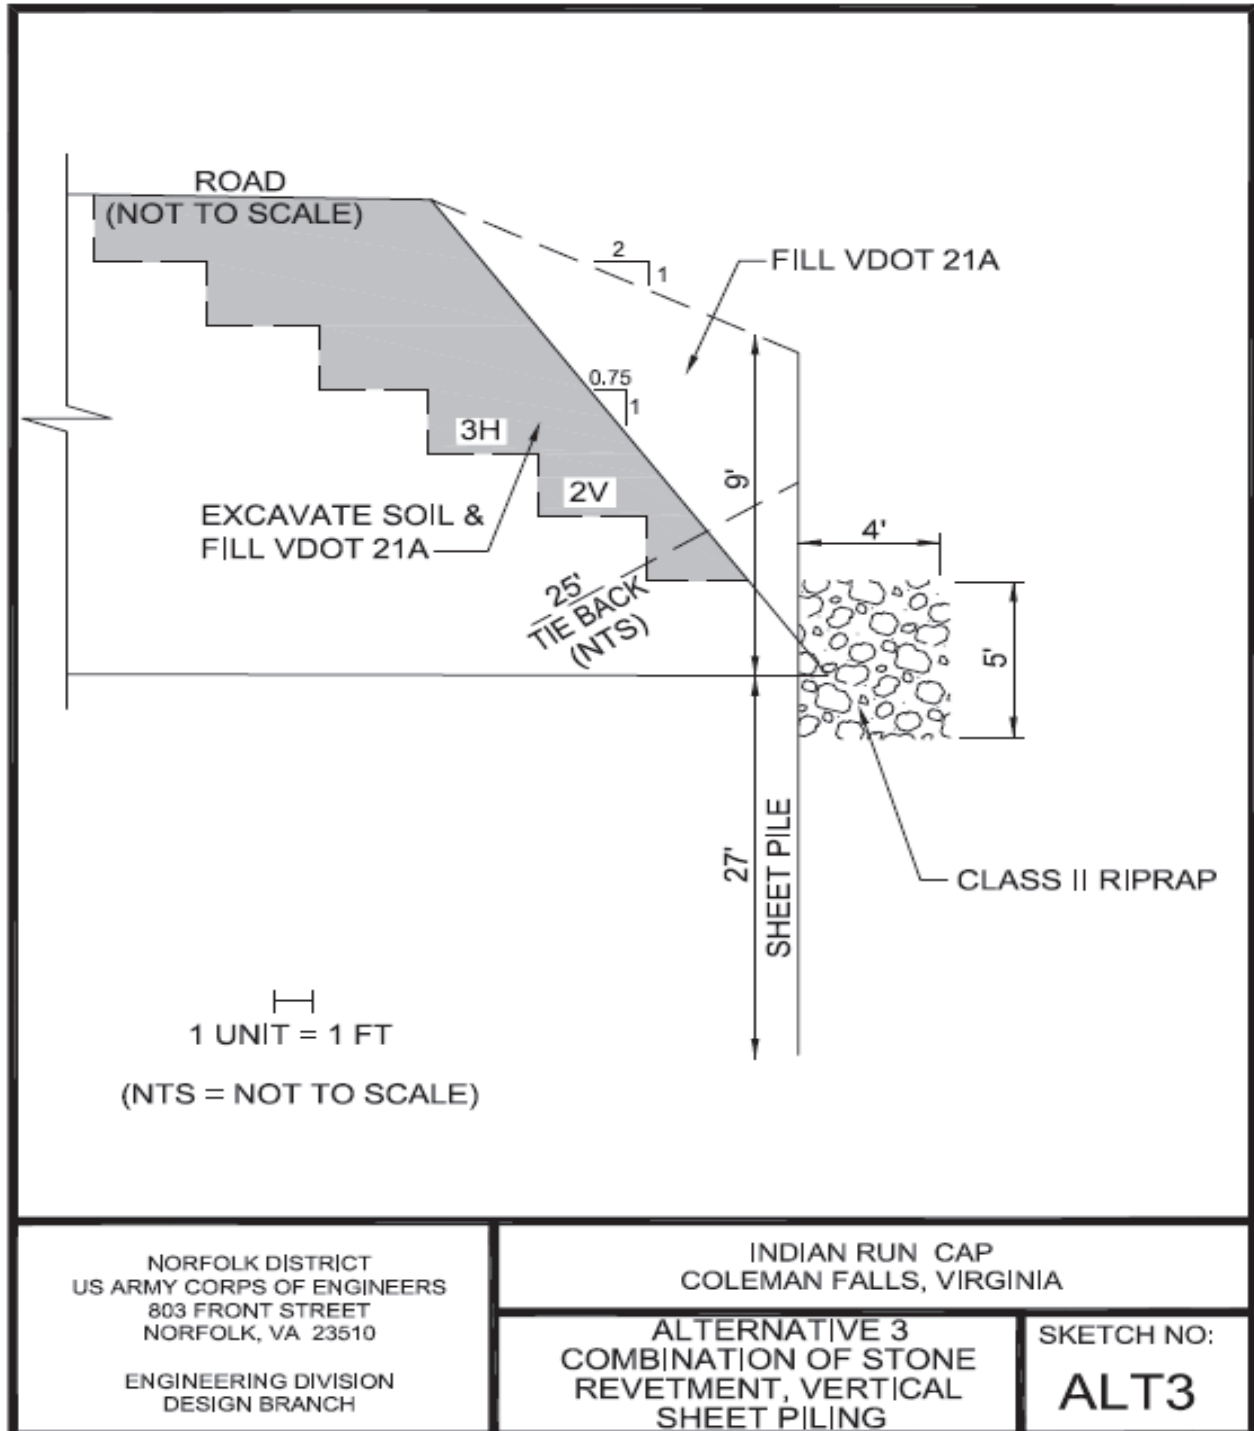 ROAD
(NOT TO SCALE)
2
1
FILL VDOT 21A
0.75
1
3H
2V
9'
EXCAVATE SOIL &
FILL VDOT 21A
4'
25'
TIE BACK
(NTS)
5'
27'
SHEET PILE
CLASS II RIPRAP
1 UNIT = 1 FT
(NTS = NOT TO SCALE)
NORFOLK DISTRICT
US ARMY CORPS OF ENGINEERS
803 FRONT STREET
NORFOLK, VA 23510
ENGINEERING DIVISION
DESIGN BRANCH
INDIAN RUN CAP
COLEMAN FALLS, VIRGINIA
ALTERNATIVE 3
COMBINATION OF STONE
REVETMENT, VERTICAL
SHEET PILING
SKETCH NO:
ALT3